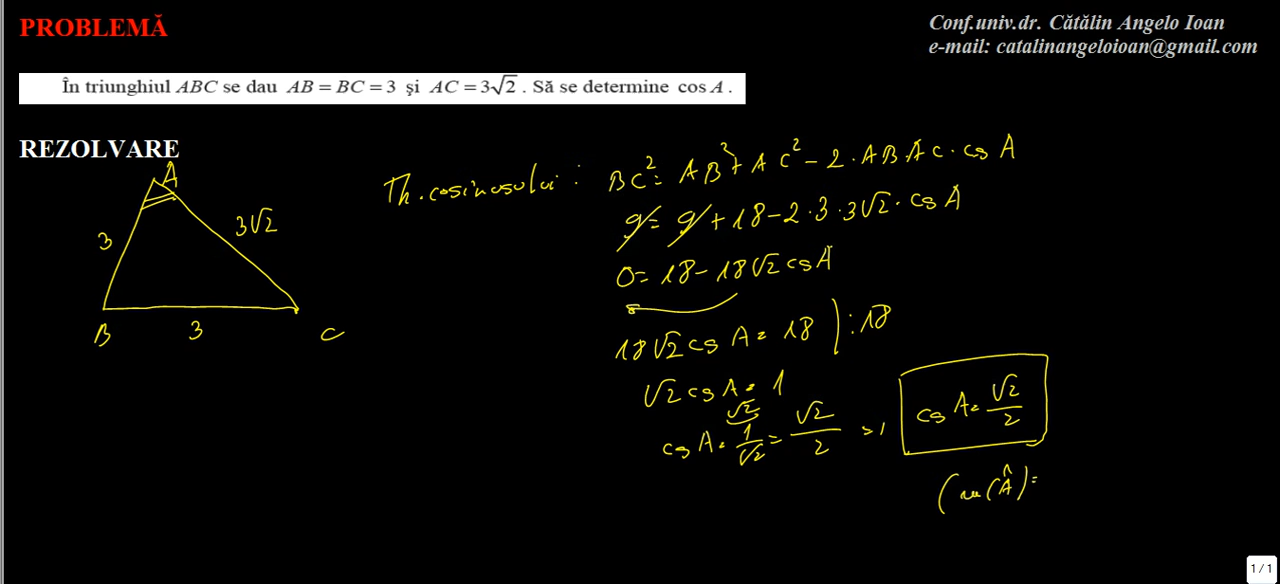 PROBLEMĂ
Conf.univ.dr. Cătălin Angelo Ioan
e-mail: catalinangeloioan@gmail.com
În triunghiul ABC se dau AB = BC = 3 şi AC = 3√2 . Să se determine cos A .
REZOLVARE
A
3
3√2
B
3
C
Th. cosinusului : BC² = AB² + AC² - 2·AB·AC·cos A
9 = 9 + 18 - 2·3·3√2·cos A
0 = 18 - 18√2 cos A
18√2 cos A = 18 ) : 18
√2 cos A = 1
cos A = √2) 1/√2 = √2/2 => cos A = √2/2
(m(Â) =
1 / 1